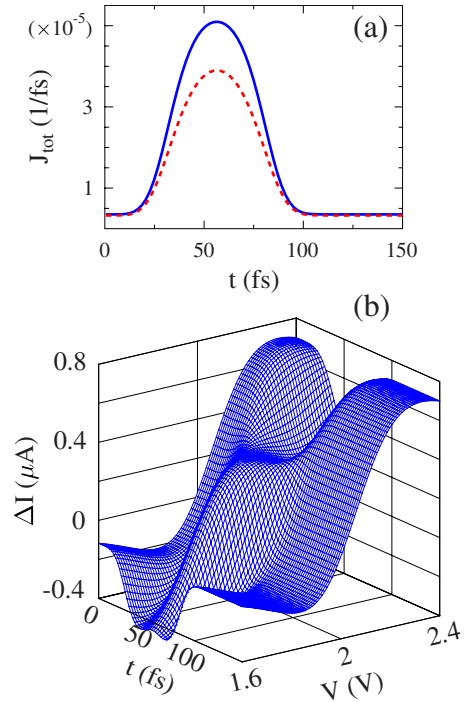 (×10⁻⁵)
(a)
3
1
J_tot (1/fs)
0 50 100 150
t (fs)
(b)
0.8
0.4
0
-0.4
ΔI (μA)
0 50 100
t (fs)
1.6 2 2.4
V (V)